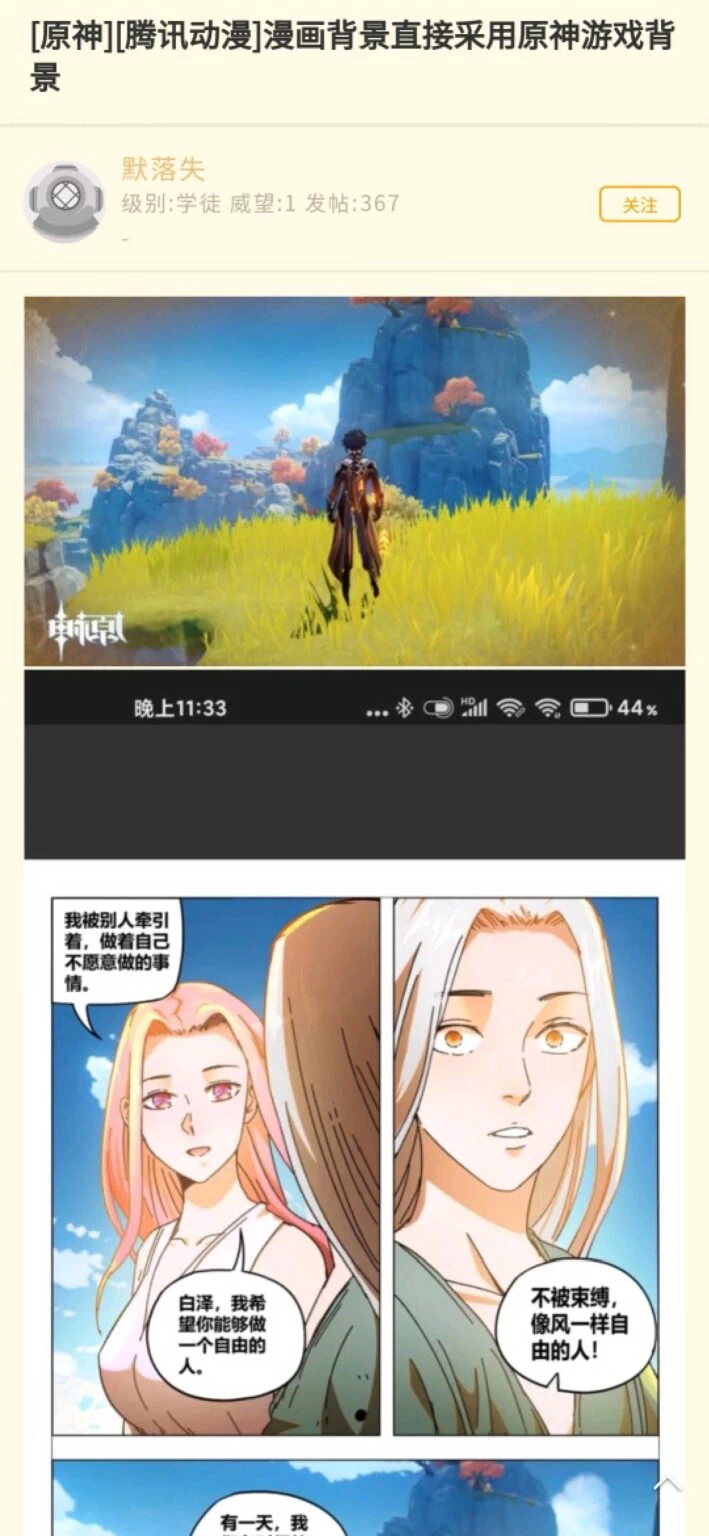 [原神][腾讯动漫]漫画背景直接采用原神游戏背
景
默落失
级别:学徒 威望:1 发帖:367
关注
-
原神
晚上11:33
HD
44%
我被别人牵引
着，做着自己
不愿意做的事
情。
白泽，我希
望你能够做
一个自由的
人。
不被束缚，
像风一样自
由的人！
有一天，我